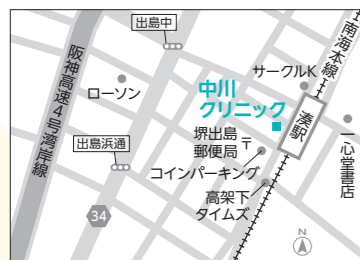 出島中
南海本線
阪神高速4号湾岸線
サークルK
ローソン
中川
クリニック
湊駅
出島浜通
堺出島
郵便局
〒
一心堂書店
コインパーキング
34
高架下
タイムズ
N